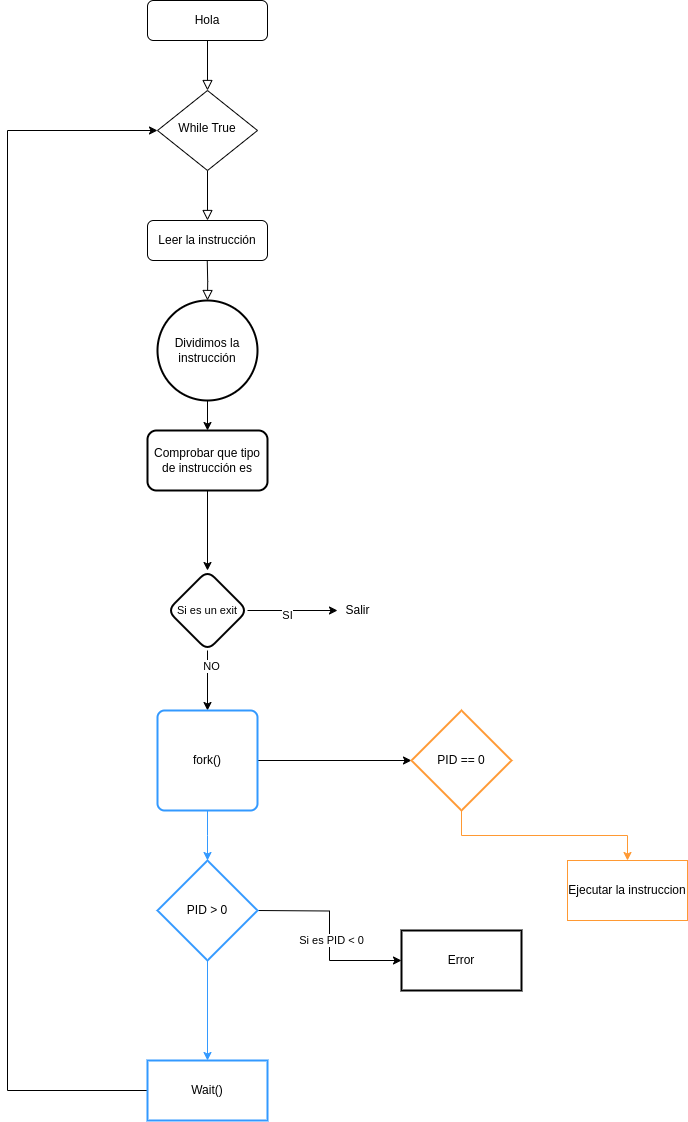 Hola
While True
Leer la instrucción
Dividimos la
instrucción
Comprobar que tipo
de instrucción es
Si es un exit
SI
Salir
NO
fork()
PID == 0
Ejecutar la instruccion
PID > 0
Si es PID < 0
Error
Wait()